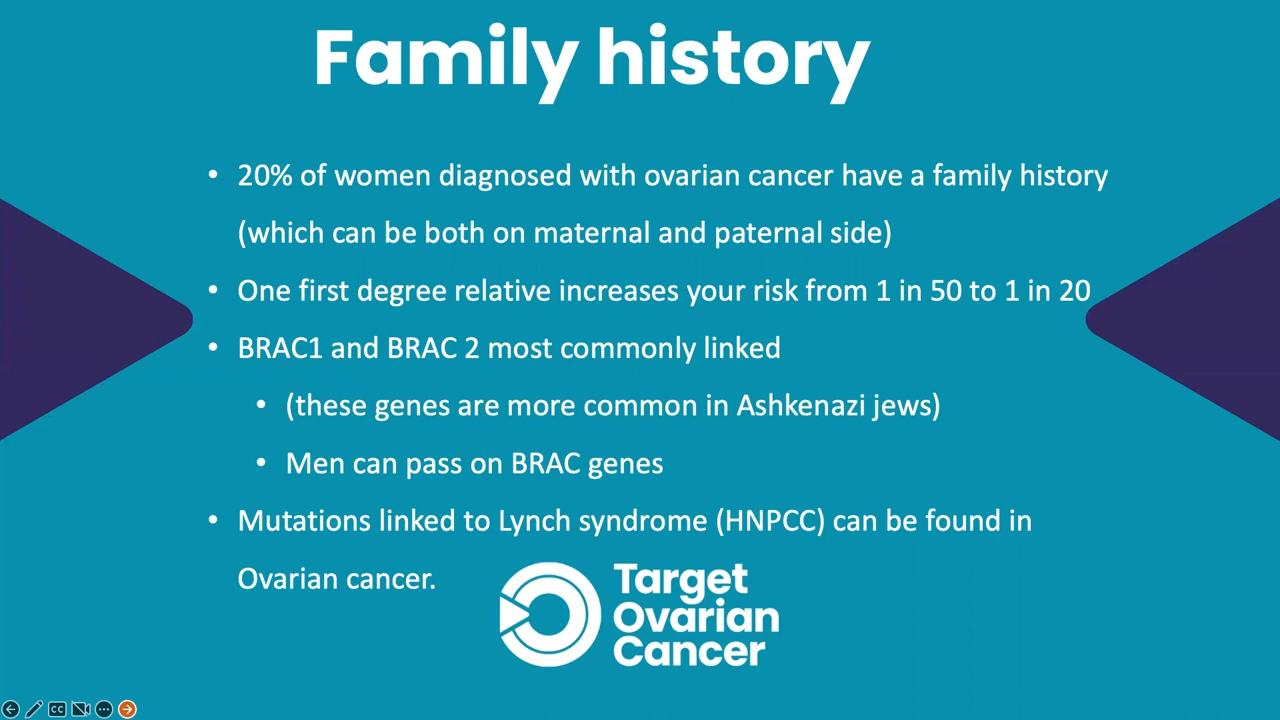 Family history
• 20% of women diagnosed with ovarian cancer have a family history
(which can be both on maternal and paternal side)
• One first degree relative increases your risk from 1 in 50 to 1 in 20
• BRAC1 and BRAC 2 most commonly linked
• (these genes are more common in Ashkenazi jews)
• Men can pass on BRAC genes
• Mutations linked to Lynch syndrome (HNPCC) can be found in
Ovarian cancer.
Target
Ovarian
Cancer
CC